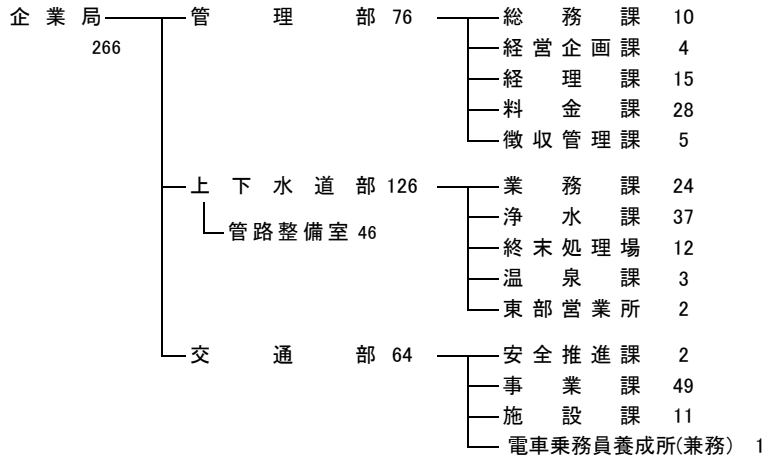 企業局 管理部 76 総務課 10
266 経営企画課 4
経理課 15
料金課 28
徴収管理課 5
上下水道部 126 業務課 24
浄水課 37
管路整備室 46
終末処理場 12
温泉課 3
東部営業所 2
交通部 64 安全推進課 2
事業課 49
施設課 11
電車乗務員養成所(兼務) 1